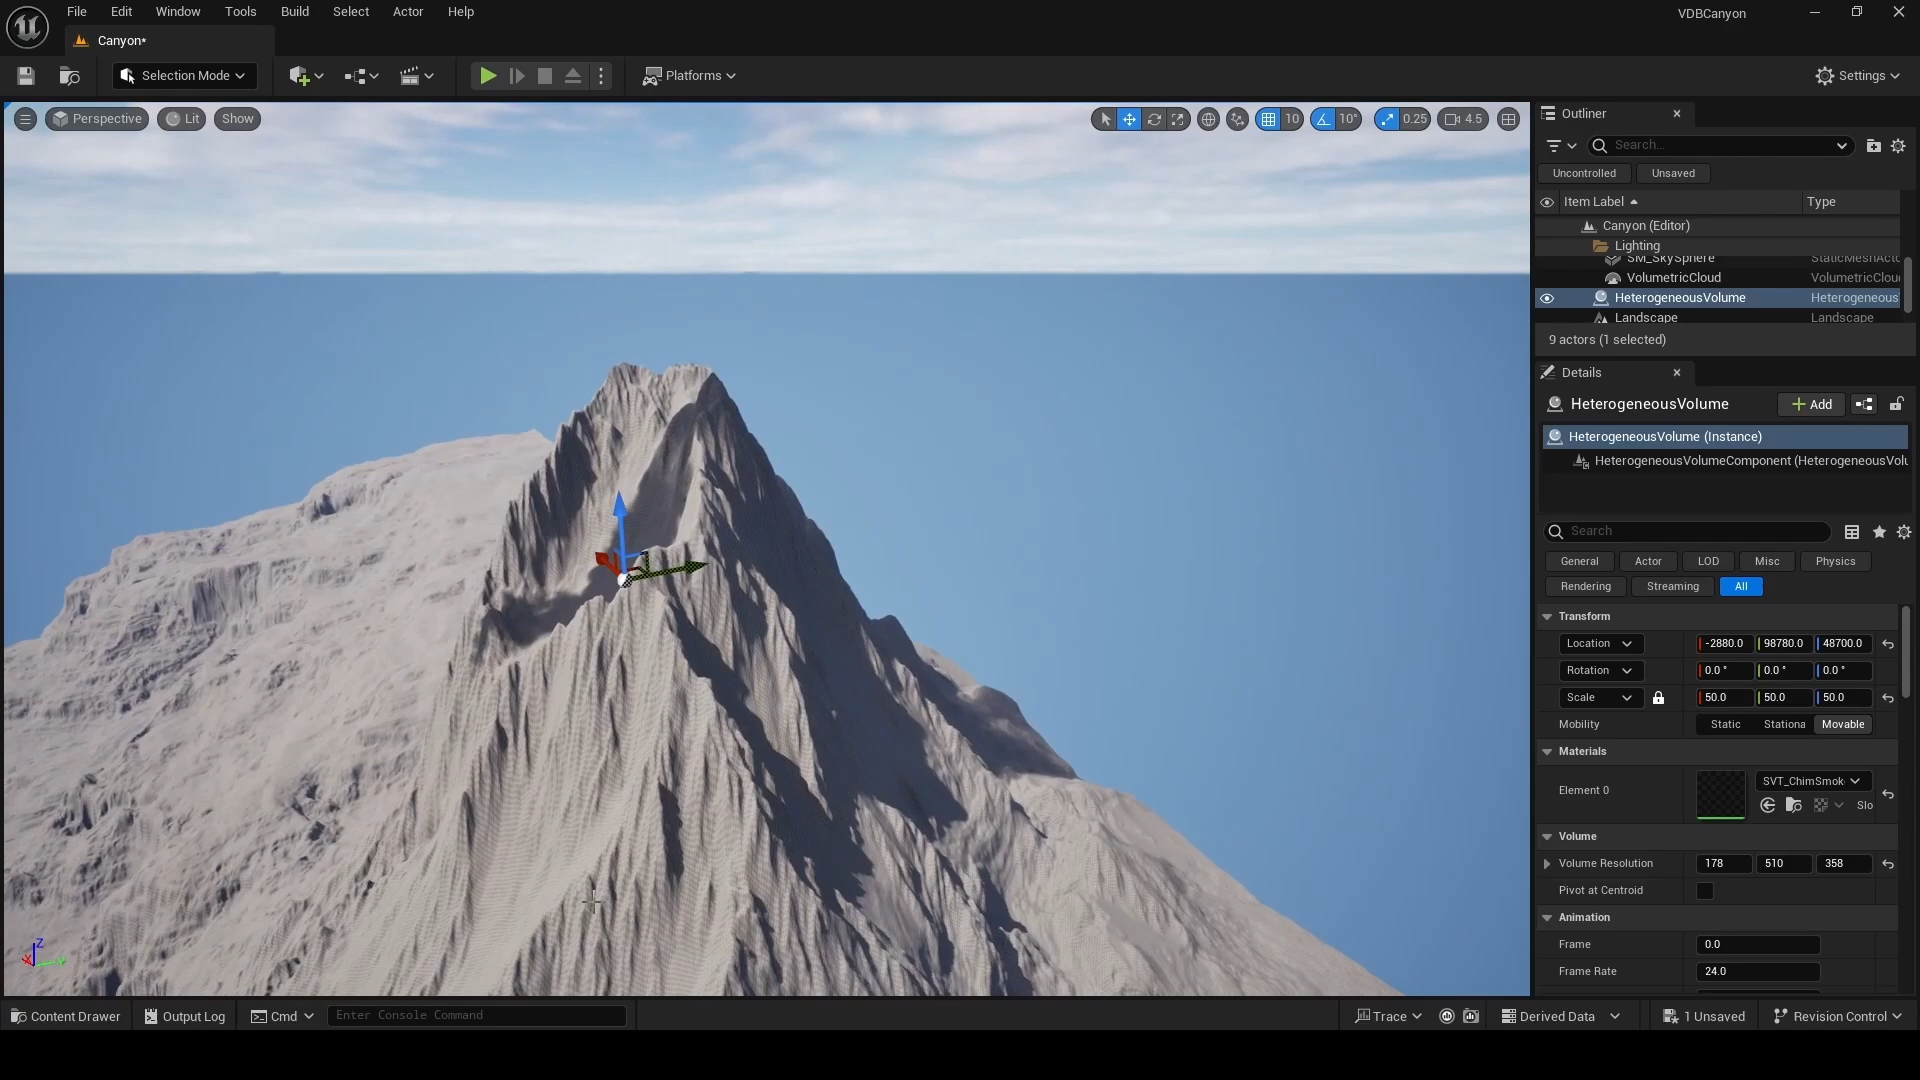 File Edit Window Tools Build Select Actor Help
VDBCanyon
Canyon*
Selection Mode
Platforms
Settings
Perspective Lit Show
10 10° 0.25 4.5
Outliner
Search...
Uncontrolled Unsaved
Item Label Type
Canyon (Editor)
Lighting
SM_SkySphere StaticMeshActo
VolumetricCloud VolumetricClou
HeterogeneousVolume Heterogeneous
Landscape Landscape
9 actors (1 selected)
Details
HeterogeneousVolume Add
HeterogeneousVolume (Instance)
HeterogeneousVolumeComponent (HeterogeneousVolu
Search
General Actor LOD Misc Physics
Rendering Streaming All
Transform
Location -2880.0 98780.0 48700.0
Rotation 0.0 ° 0.0 ° 0.0 °
Scale 50.0 50.0 50.0
Mobility Static Stationa Movable
Materials
Element 0 SVT_ChimSmok
Slo
Volume
Volume Resolution 178 510 358
Pivot at Centroid
Animation
Frame 0.0
Frame Rate 24.0
Z
X Y
Content Drawer Output Log Cmd Enter Console Command Trace Derived Data 1 Unsaved Revision Control